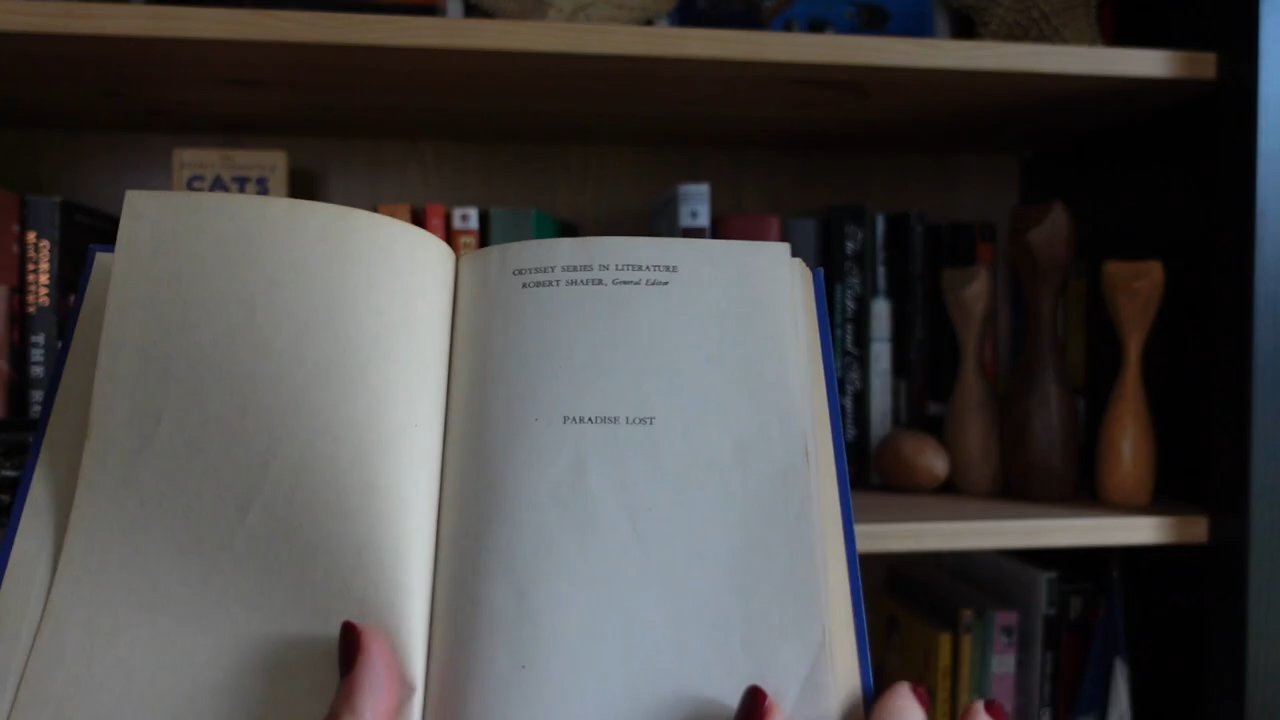 CATS
ODYSSEY SERIES IN LITERATURE
ROBERT SHAFER, General Editor
PARADISE LOST
CORMAC
McCARTHY
THE